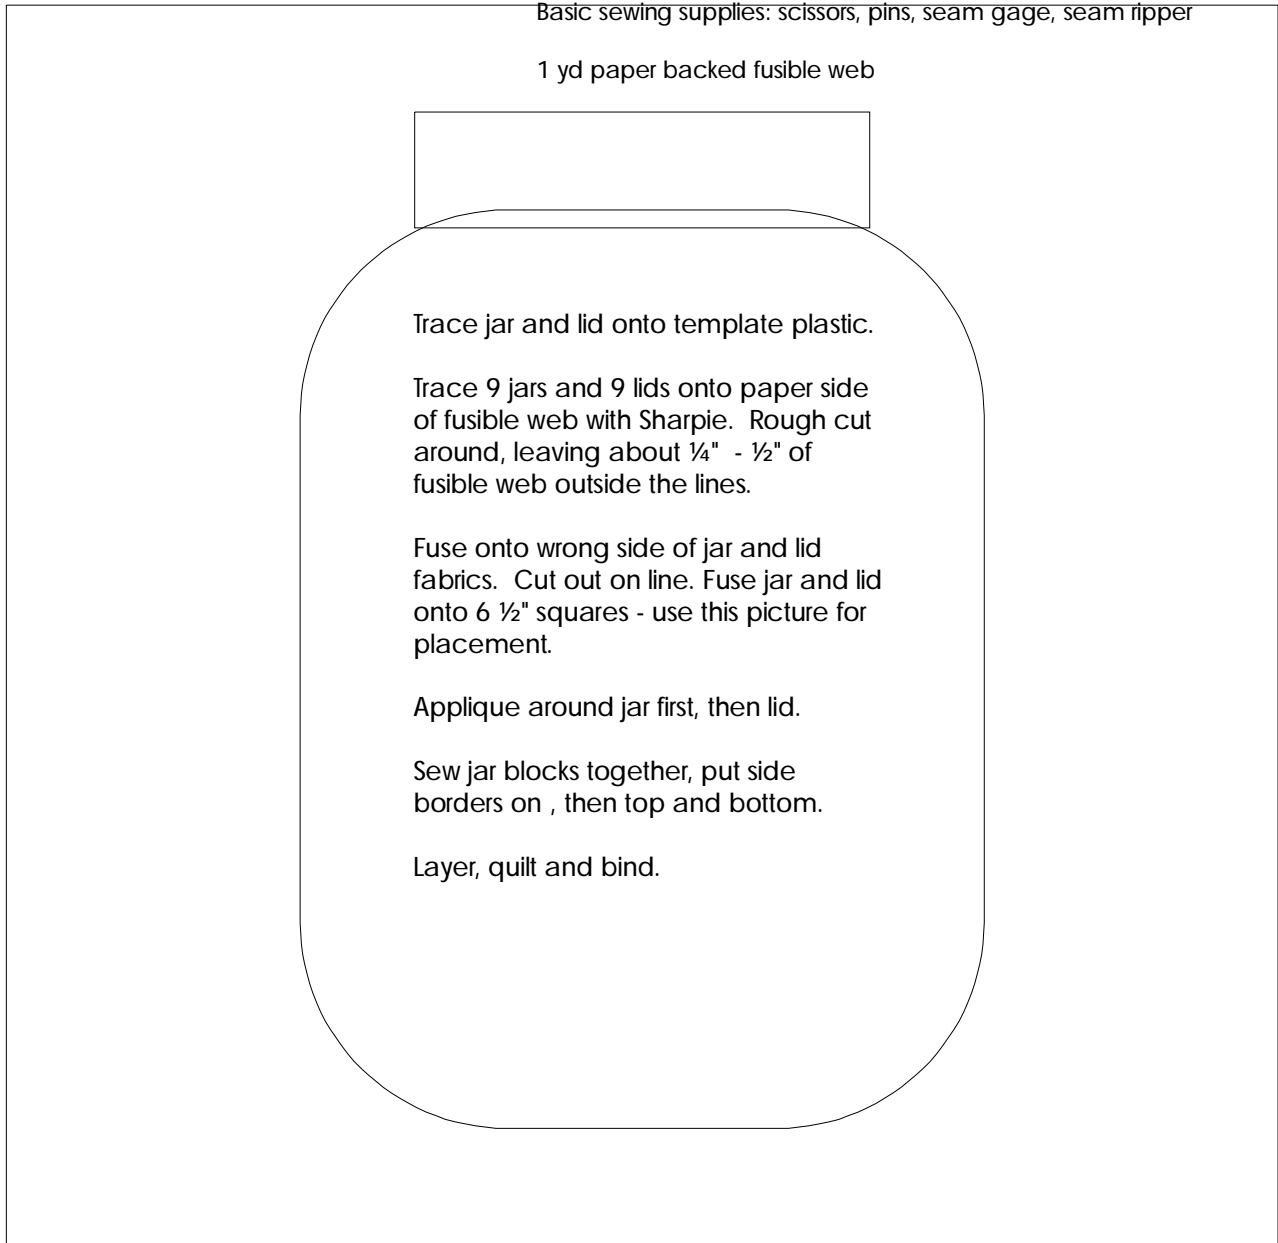 Basic sewing supplies: scissors, pins, seam gage, seam ripper
1 yd paper backed fusible web
Trace jar and lid onto template plastic.
Trace 9 jars and 9 lids onto paper side
of fusible web with Sharpie.  Rough cut
around, leaving about ¼"  - ½" of
fusible web outside the lines.
Fuse onto wrong side of jar and lid
fabrics.  Cut out on line. Fuse jar and lid
onto 6 ½" squares - use this picture for
placement.
Applique around jar first, then lid.
Sew jar blocks together, put side
borders on , then top and bottom.
Layer, quilt and bind.